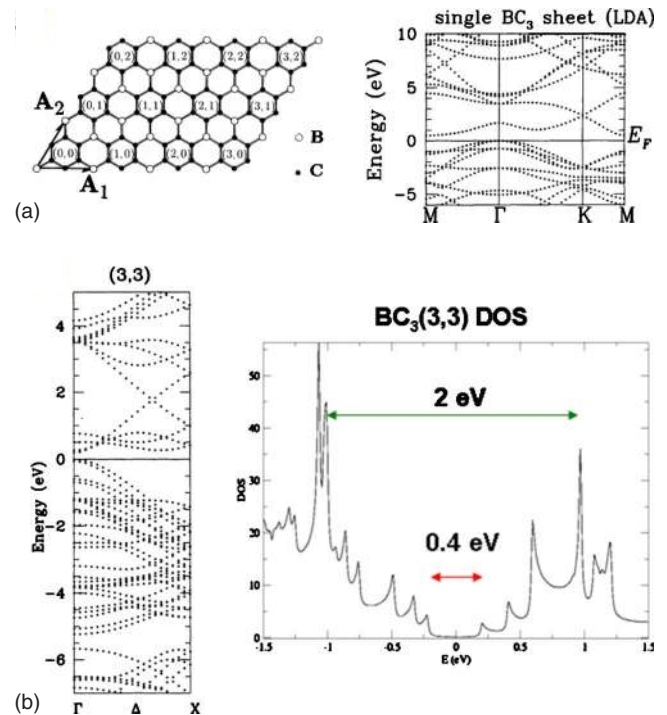 single BC3 sheet (LDA)
(0,2) (1,2) (2,2) (3,2)
A2
(0,1) (1,1) (2,1) (3,1)
B
C
(0,0) (1,0) (2,0) (3,0)
A1
(a)
Energy (eV)
10
5
0
-5
EF
M Γ K M
(b)
(3,3)
Energy (eV)
4
2
0
-2
-4
-6
Γ Δ X
BC3(3,3) DOS
DOS
50
40
30
20
10
0
2 eV
0.4 eV
-1.5 -1 -0.5 0 0.5 1 1.5
E (eV)